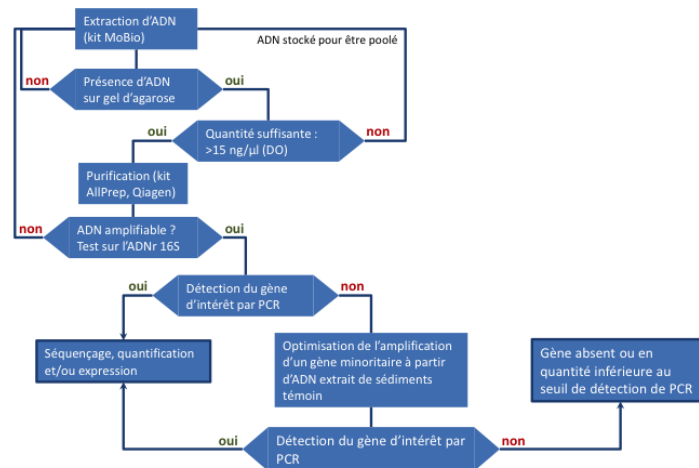 Extraction d'ADN
(kit MoBio)
ADN stocké pour être poolé
non
Présence d'ADN
sur gel d'agarose
oui
oui
Quantité suffisante :
>15 ng/µl (DO)
non
Purification (kit
AllPrep, Qiagen)
non
ADN amplifiable ?
Test sur l'ADNr 16S
oui
oui
Détection du gène
d'intérêt par PCR
non
Séquençage, quantification
et/ou expression
Optimisation de l'amplification
d'un gène minoritaire à partir
d'ADN extrait de sédiments
témoin
Gène absent ou en
quantité inférieure au
seuil de détection de PCR
oui
Détection du gène d'intérêt par
PCR
non